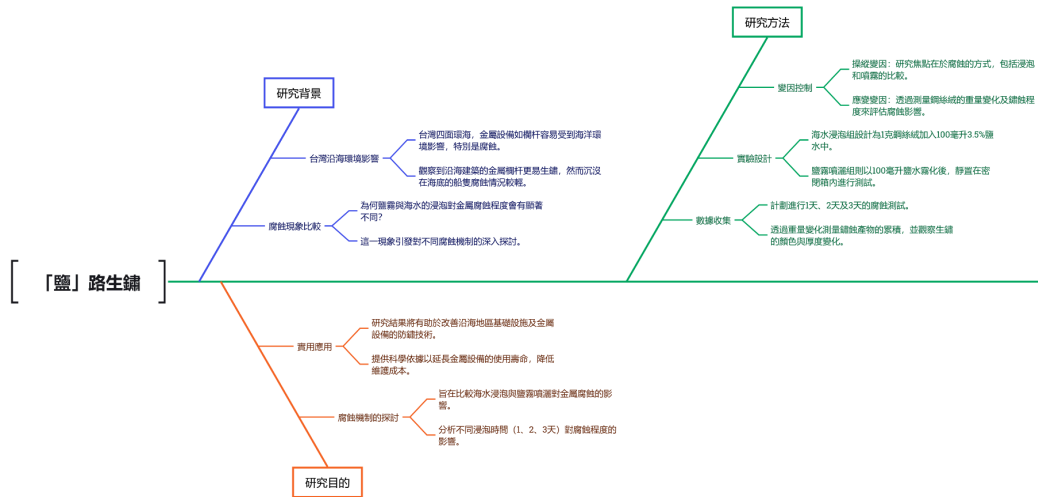 「鹽」路生鏽
研究背景
台灣沿海環境影響
台灣四面環海，金屬設備如欄杆容易受到海洋環
境影響，特別是腐蝕。
觀察到沿海建築的金屬欄杆更易生鏽，然而沉沒
在海底的船隻腐蝕情況較輕。
腐蝕現象比較
為何鹽霧與海水的浸泡對金屬腐蝕程度會有顯著
不同？
這一現象引發對不同腐蝕機制的深入探討。
研究目的
實用應用
研究結果將有助於改善沿海地區基礎設施及金屬
設備的防鏽技術。
提供科學依據以延長金屬設備的使用壽命，降低
維護成本。
腐蝕機制的探討
旨在比較海水浸泡與鹽霧噴灑對金屬腐蝕的影
響。
分析不同浸泡時間（1、2、3天）對腐蝕程度的
影響。
研究方法
變因控制
操縱變因：研究焦點在於腐蝕的方式，包括浸泡
和噴霧的比較。
應變變因：透過測量鋼絲絨的重量變化及鏽蝕程
度來評估腐蝕影響。
實驗設計
海水浸泡組設計為1克鋼絲絨加入100毫升3.5%鹽
水中。
鹽霧噴灑組則以100毫升鹽水霧化後，靜置在密
閉箱內進行測試。
數據收集
計劃進行1天、2天及3天的腐蝕測試。
透過重量變化測量鏽蝕產物的累積，並觀察生鏽
的顏色與厚度變化。